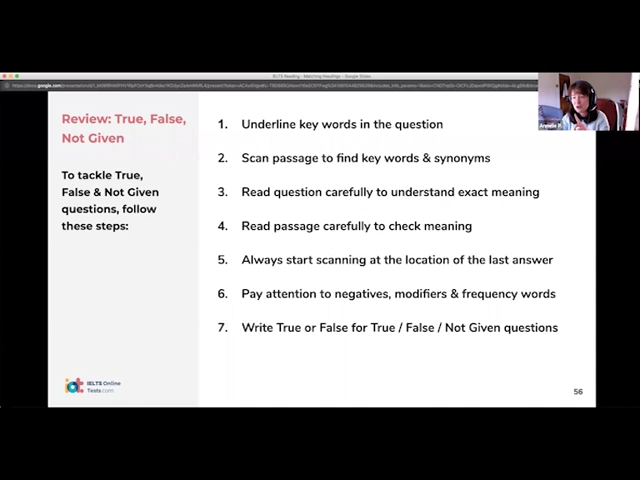 IELTS Reading - Matching Headings - Google Slides
Review: True, False,
Not Given
To tackle True,
False & Not Given
questions, follow
these steps:
1. Underline key words in the question
2. Scan passage to find key words & synonyms
3. Read question carefully to understand exact meaning
4. Read passage carefully to check meaning
5. Always start scanning at the location of the last answer
6. Pay attention to negatives, modifiers & frequency words
7. Write True or False for True / False / Not Given questions
IELTS Online
Tests.com
56